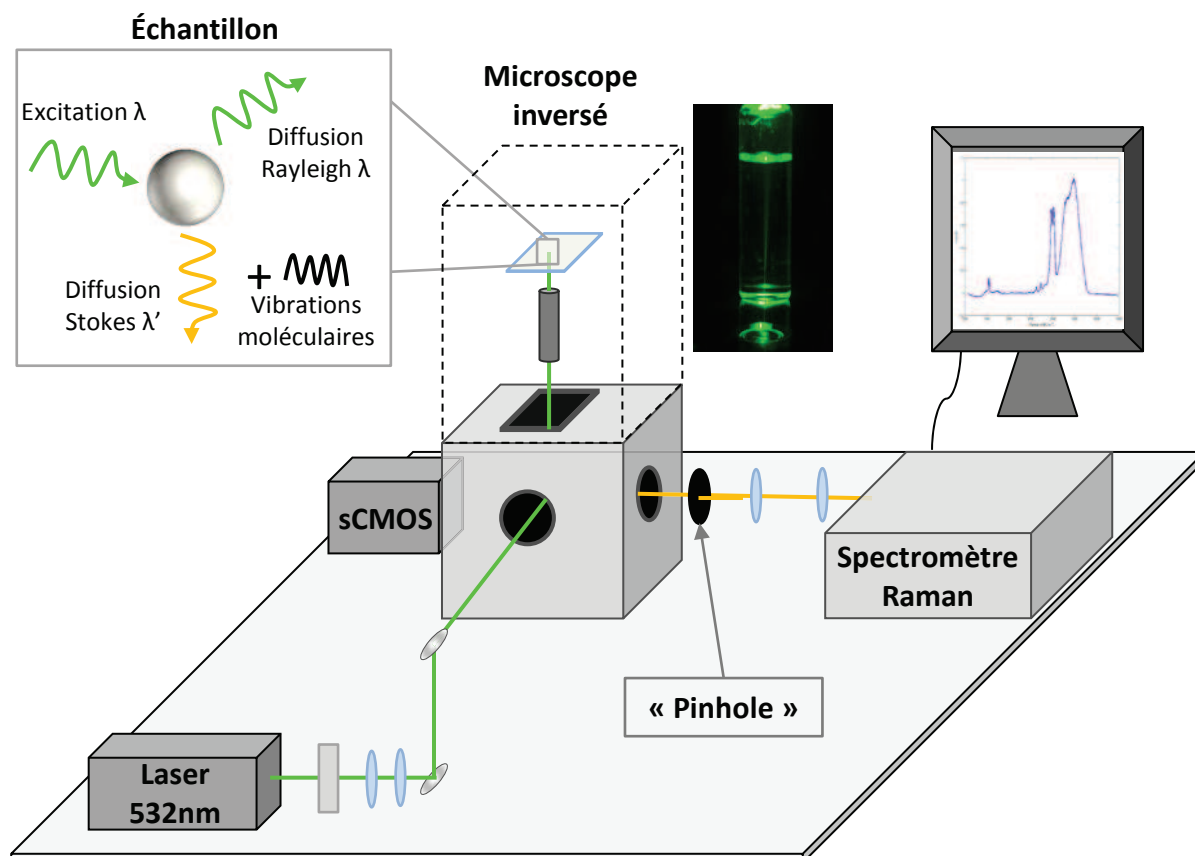 Échantillon
Excitation λ
Diffusion
Rayleigh λ
Diffusion
Stokes λ’
+
Vibrations
moléculaires
Microscope
inversé
sCMOS
Spectromètre
Raman
« Pinhole »
Laser
532nm